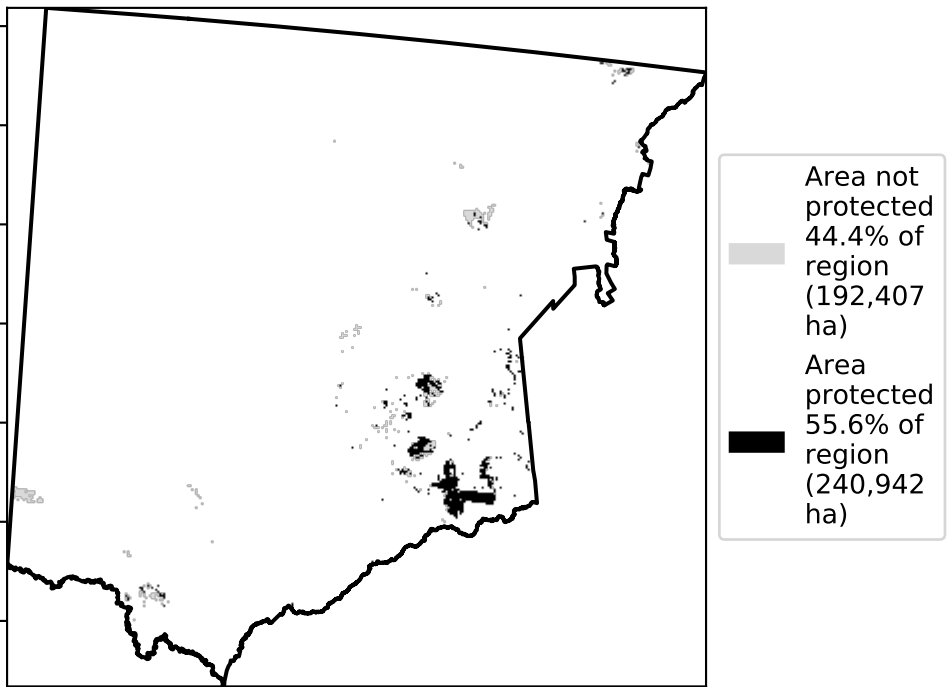 Area not
protected
44.4% of
region
(192,407
ha)
Area
protected
55.6% of
region
(240,942
ha)